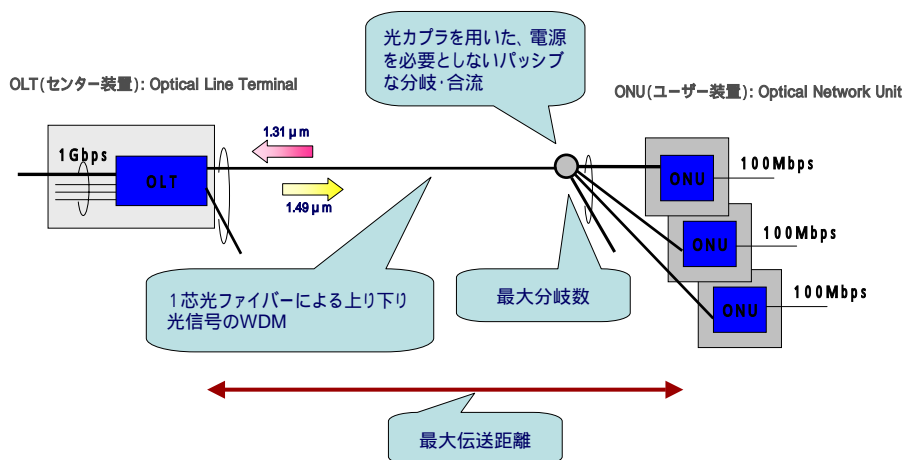 光カプラを用いた、電源
を必要としないパッシブ
な分岐・合流
OLT(センター装置): Optical Line Terminal
ONU(ユーザー装置): Optical Network Unit
1.31μm
1Gbps
OLT
1.49μm
ONU
100Mbps
ONU
100Mbps
ONU
100Mbps
1芯光ファイバーによる上り下り
光信号のWDM
最大分岐数
最大伝送距離